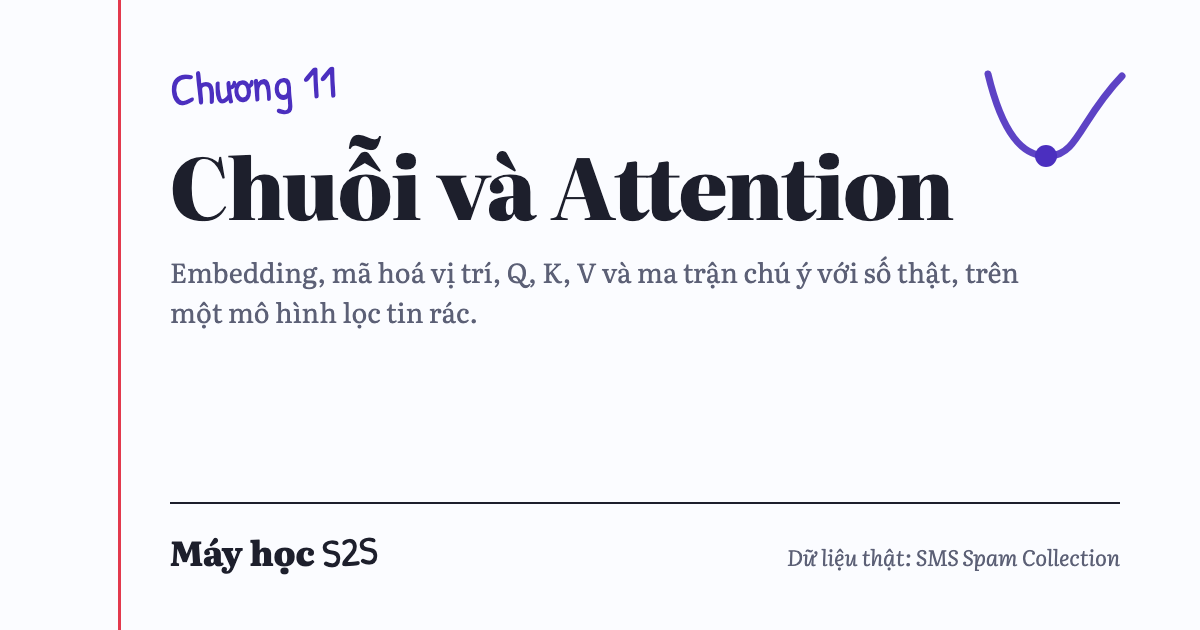 Chương 11
Chuỗi và Attention
Embedding, mã hoá vị trí, Q, K, V và ma trận chú ý với số thật, trên
một mô hình lọc tin rác.
Máy học S2S
Dữ liệu thật: SMS Spam Collection